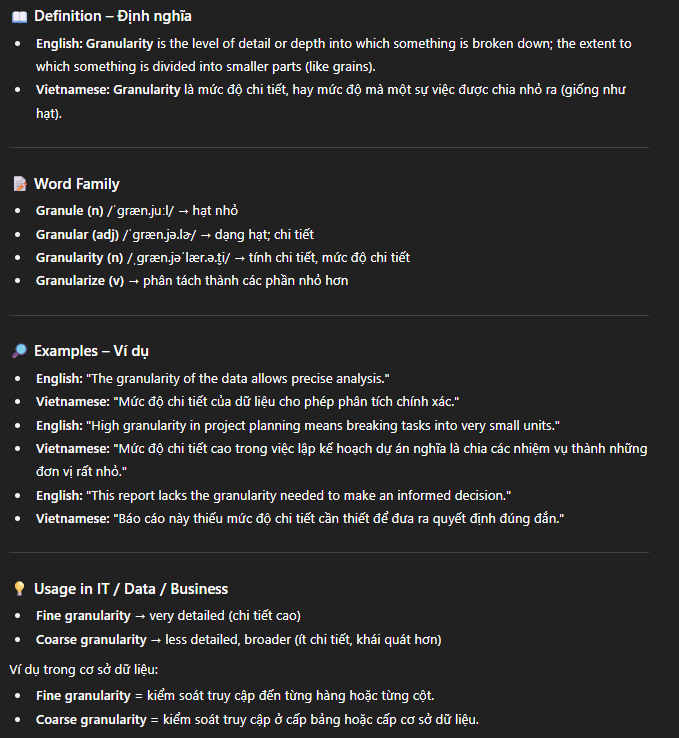 📖 Definition – Định nghĩa
• English: Granularity is the level of detail or depth into which something is broken down; the extent to
which something is divided into smaller parts (like grains).
• Vietnamese: Granularity là mức độ chi tiết, hay mức độ mà một sự việc được chia nhỏ ra (giống như
hạt).
📝 Word Family
• Granule (n) /ˈɡræn.juːl/ → hạt nhỏ
• Granular (adj) /ˈɡræn.jə.lɚ/ → dạng hạt; chi tiết
• Granularity (n) /ˌɡræn.jəˈlær.ə.t̬i/ → tính chi tiết, mức độ chi tiết
• Granularize (v) → phân tách thành các phần nhỏ hơn
🔎 Examples – Ví dụ
• English: "The granularity of the data allows precise analysis."
• Vietnamese: "Mức độ chi tiết của dữ liệu cho phép phân tích chính xác."
• English: "High granularity in project planning means breaking tasks into very small units."
• Vietnamese: "Mức độ chi tiết cao trong việc lập kế hoạch dự án nghĩa là chia các nhiệm vụ thành những
đơn vị rất nhỏ."
• English: "This report lacks the granularity needed to make an informed decision."
• Vietnamese: "Báo cáo này thiếu mức độ chi tiết cần thiết để đưa ra quyết định đúng đắn."
💡 Usage in IT / Data / Business
• Fine granularity → very detailed (chi tiết cao)
• Coarse granularity → less detailed, broader (ít chi tiết, khái quát hơn)
Ví dụ trong cơ sở dữ liệu:
• Fine granularity = kiểm soát truy cập đến từng hàng hoặc từng cột.
• Coarse granularity = kiểm soát truy cập ở cấp bảng hoặc cấp cơ sở dữ liệu.